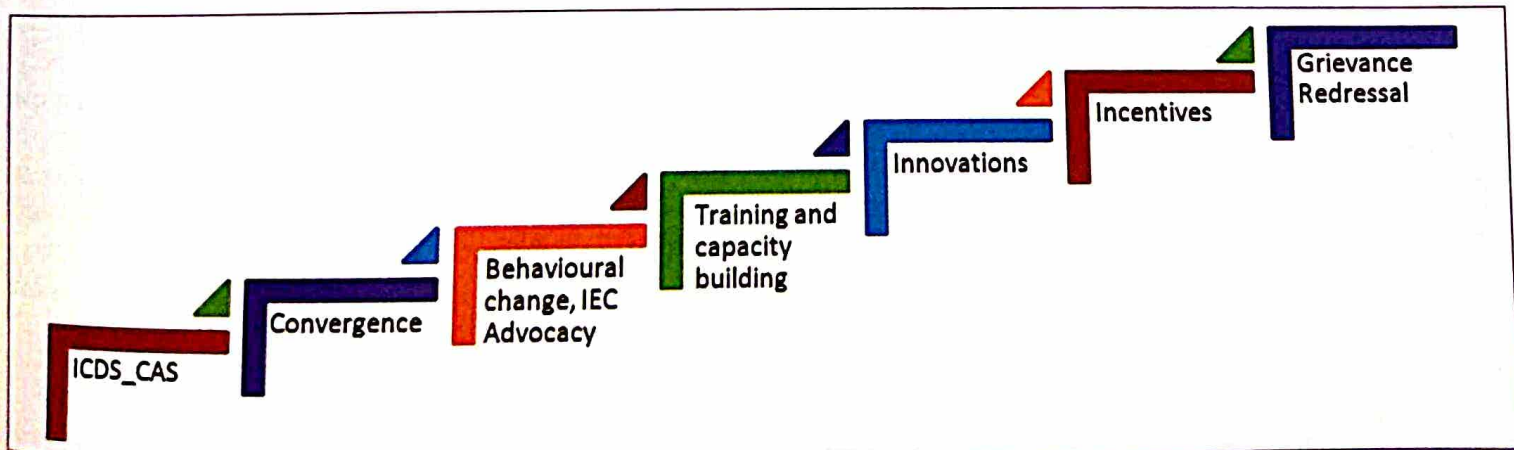 ICDS_CAS
Convergence
Behavioural
change, IEC
Advocacy
Training and
capacity
building
Innovations
Incentives
Grievance
Redressal